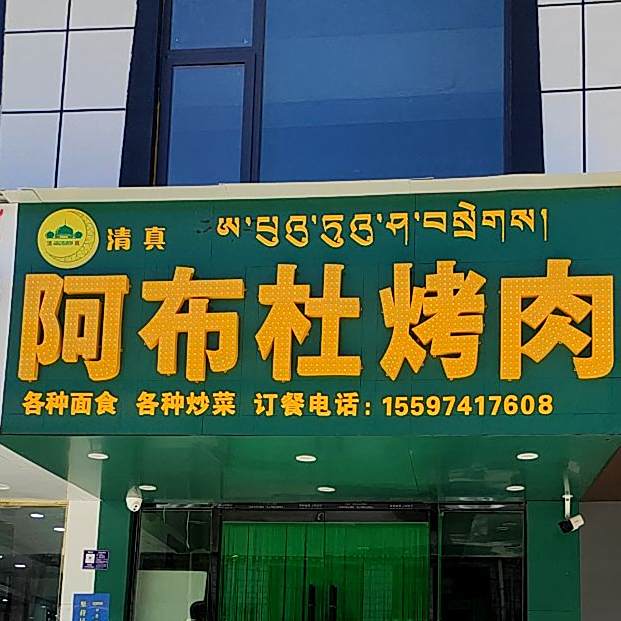 清真
ཨ་ཕུའུ་ཏུའུ་ཤ་བསྲེགས།
阿布杜烤肉
各种面食 各种炒菜 订餐电话:15597417608